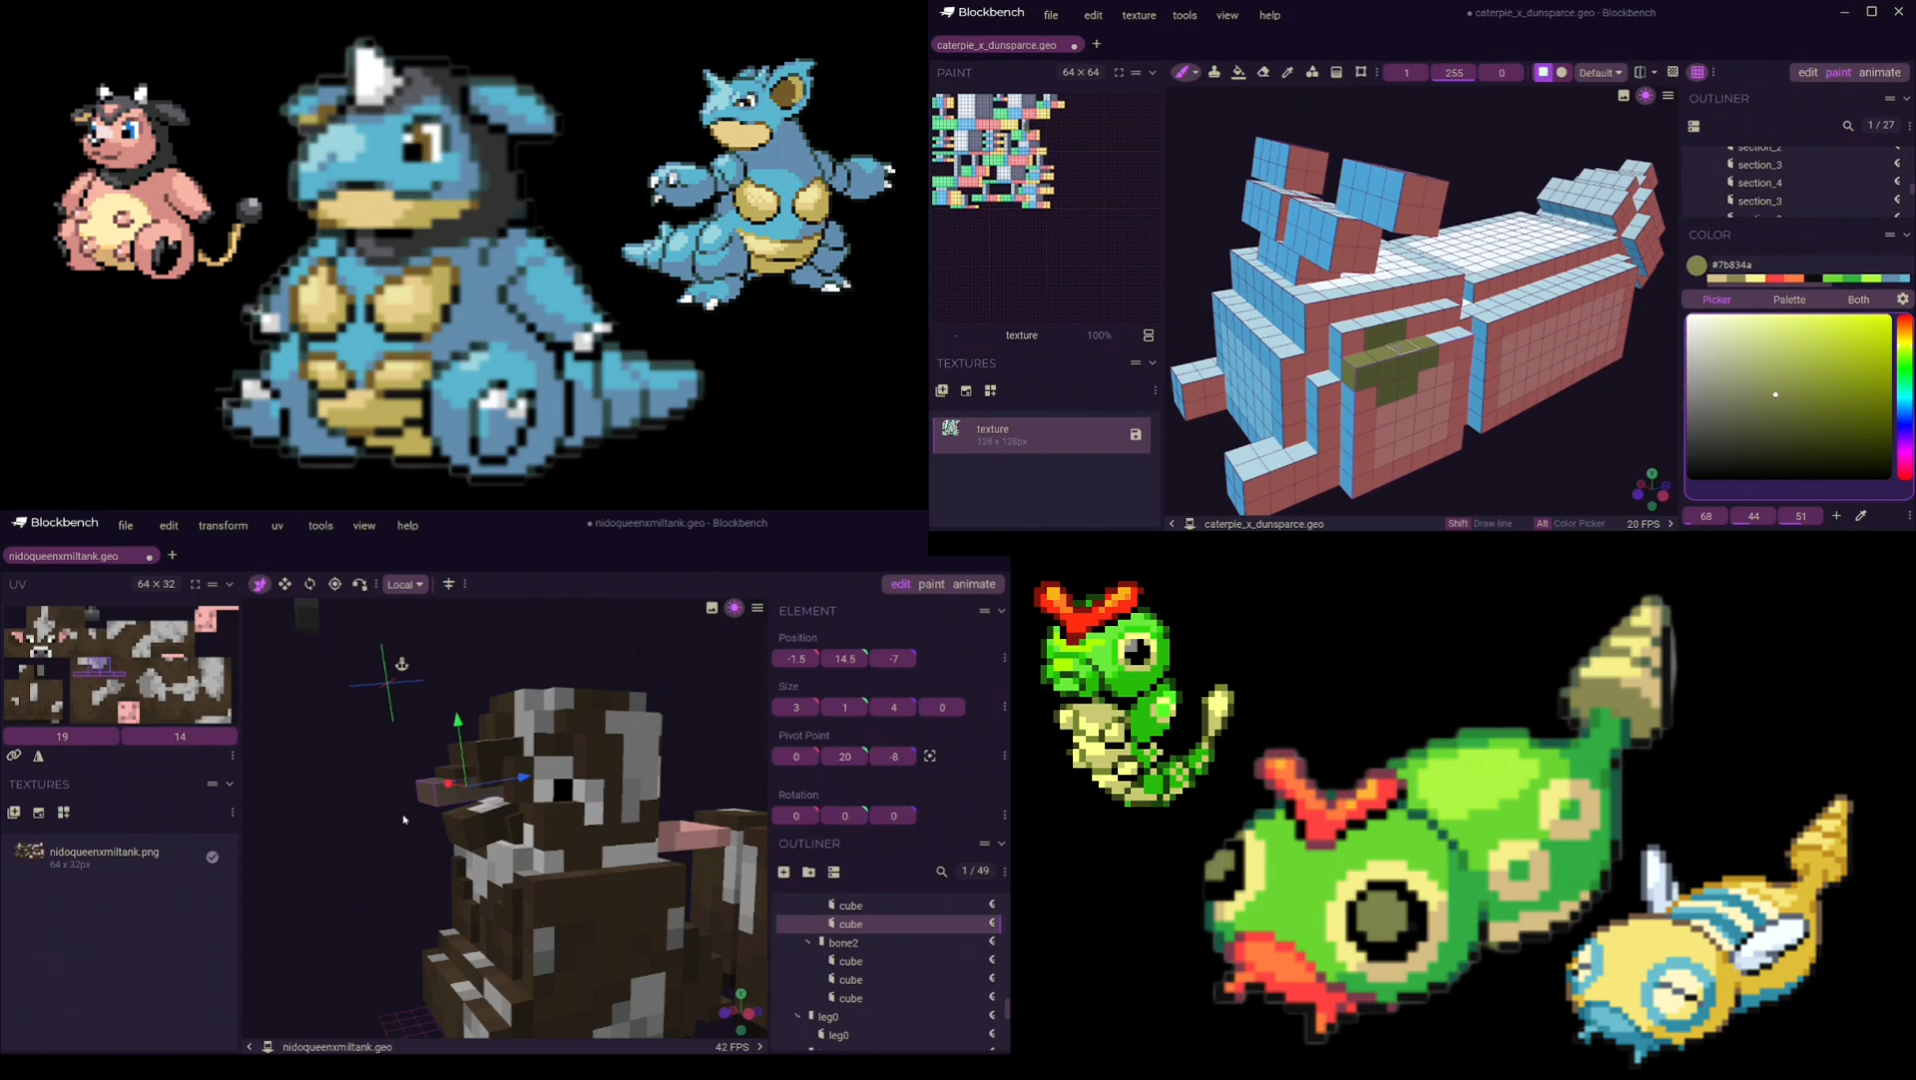 Blockbench
file edit texture tools view help
caterpie_x_dunsparce.geo - Blockbench
caterpie_x_dunsparce.geo
PAINT 64 × 64 1 255 0 Default edit paint animate
OUTLINER
1 / 27
section_2
section_3
section_4
section_3
COLOR
#7b834a
Picker Palette Both
texture 100%
TEXTURES
texture
128 x 128px
68 44 51
caterpie_x_dunsparce.geo Shift Draw line Alt Color Picker 20 FPS
Blockbench
file edit transform uv tools view help
nidoqueenxmiltank.geo - Blockbench
nidoqueenxmiltank.geo
UV 64 × 32 Local edit paint animate
19 14
TEXTURES
nidoqueenxmiltank.png
64 x 32px
ELEMENT
Position
-1.5 14.5 -7
Size
3 1 4 0
Pivot Point
0 20 -8
Rotation
0 0 0
OUTLINER
1 / 49
cube
cube
bone2
cube
cube
cube
leg0
leg0
nidoqueenxmiltank.geo 42 FPS